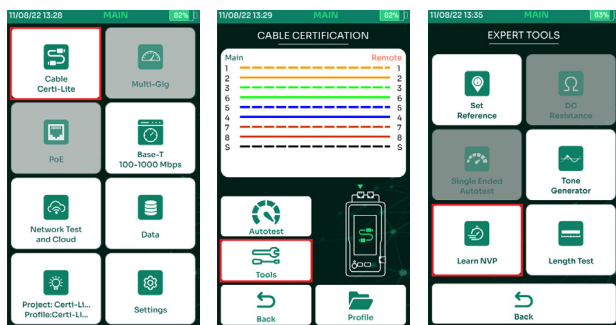 11/08/22 13:28 MAIN 82%
Cable
Certi-Lite
Multi-Gig
PoE
Base-T
100-1000 Mbps
Network Test
and Cloud
Data
Project: Certi-Li...
Profile:Certi-Li...
Settings
11/08/22 13:29 MAIN 82%
CABLE CERTIFICATION
Main Remote
1 1
2 2
3 3
6 6
5 5
4 4
7 7
8 8
S S
Autotest
Tools
Back
Profile
11/08/22 13:35 MAIN 83%
EXPERT TOOLS
Set
Reference
DC
Resistance
Single Ended
Autotest
Tone
Generator
Learn NVP
Length Test
Back